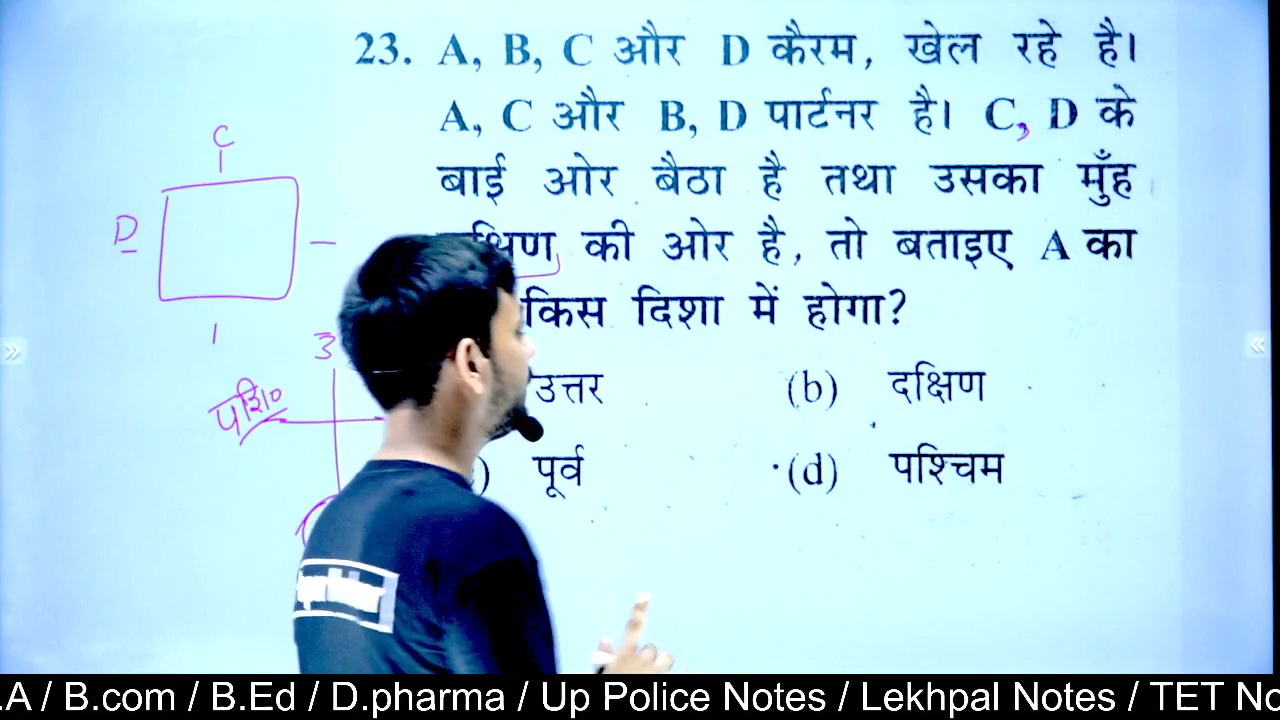 23. A, B, C और D कैरम, खेल रहे है।
A, C और B, D पार्टनर है। C, D के
बाई ओर बैठा है तथा उसका मुँह
की ओर है, तो बताइए A का
किस दिशा में होगा?
उत्तर
(b) दक्षिण
पूर्व
(d) पश्चिम
C
D
पश्चि०
.A / B.com / B.Ed / D.pharma / Up Police Notes / Lekhpal Notes / TET No